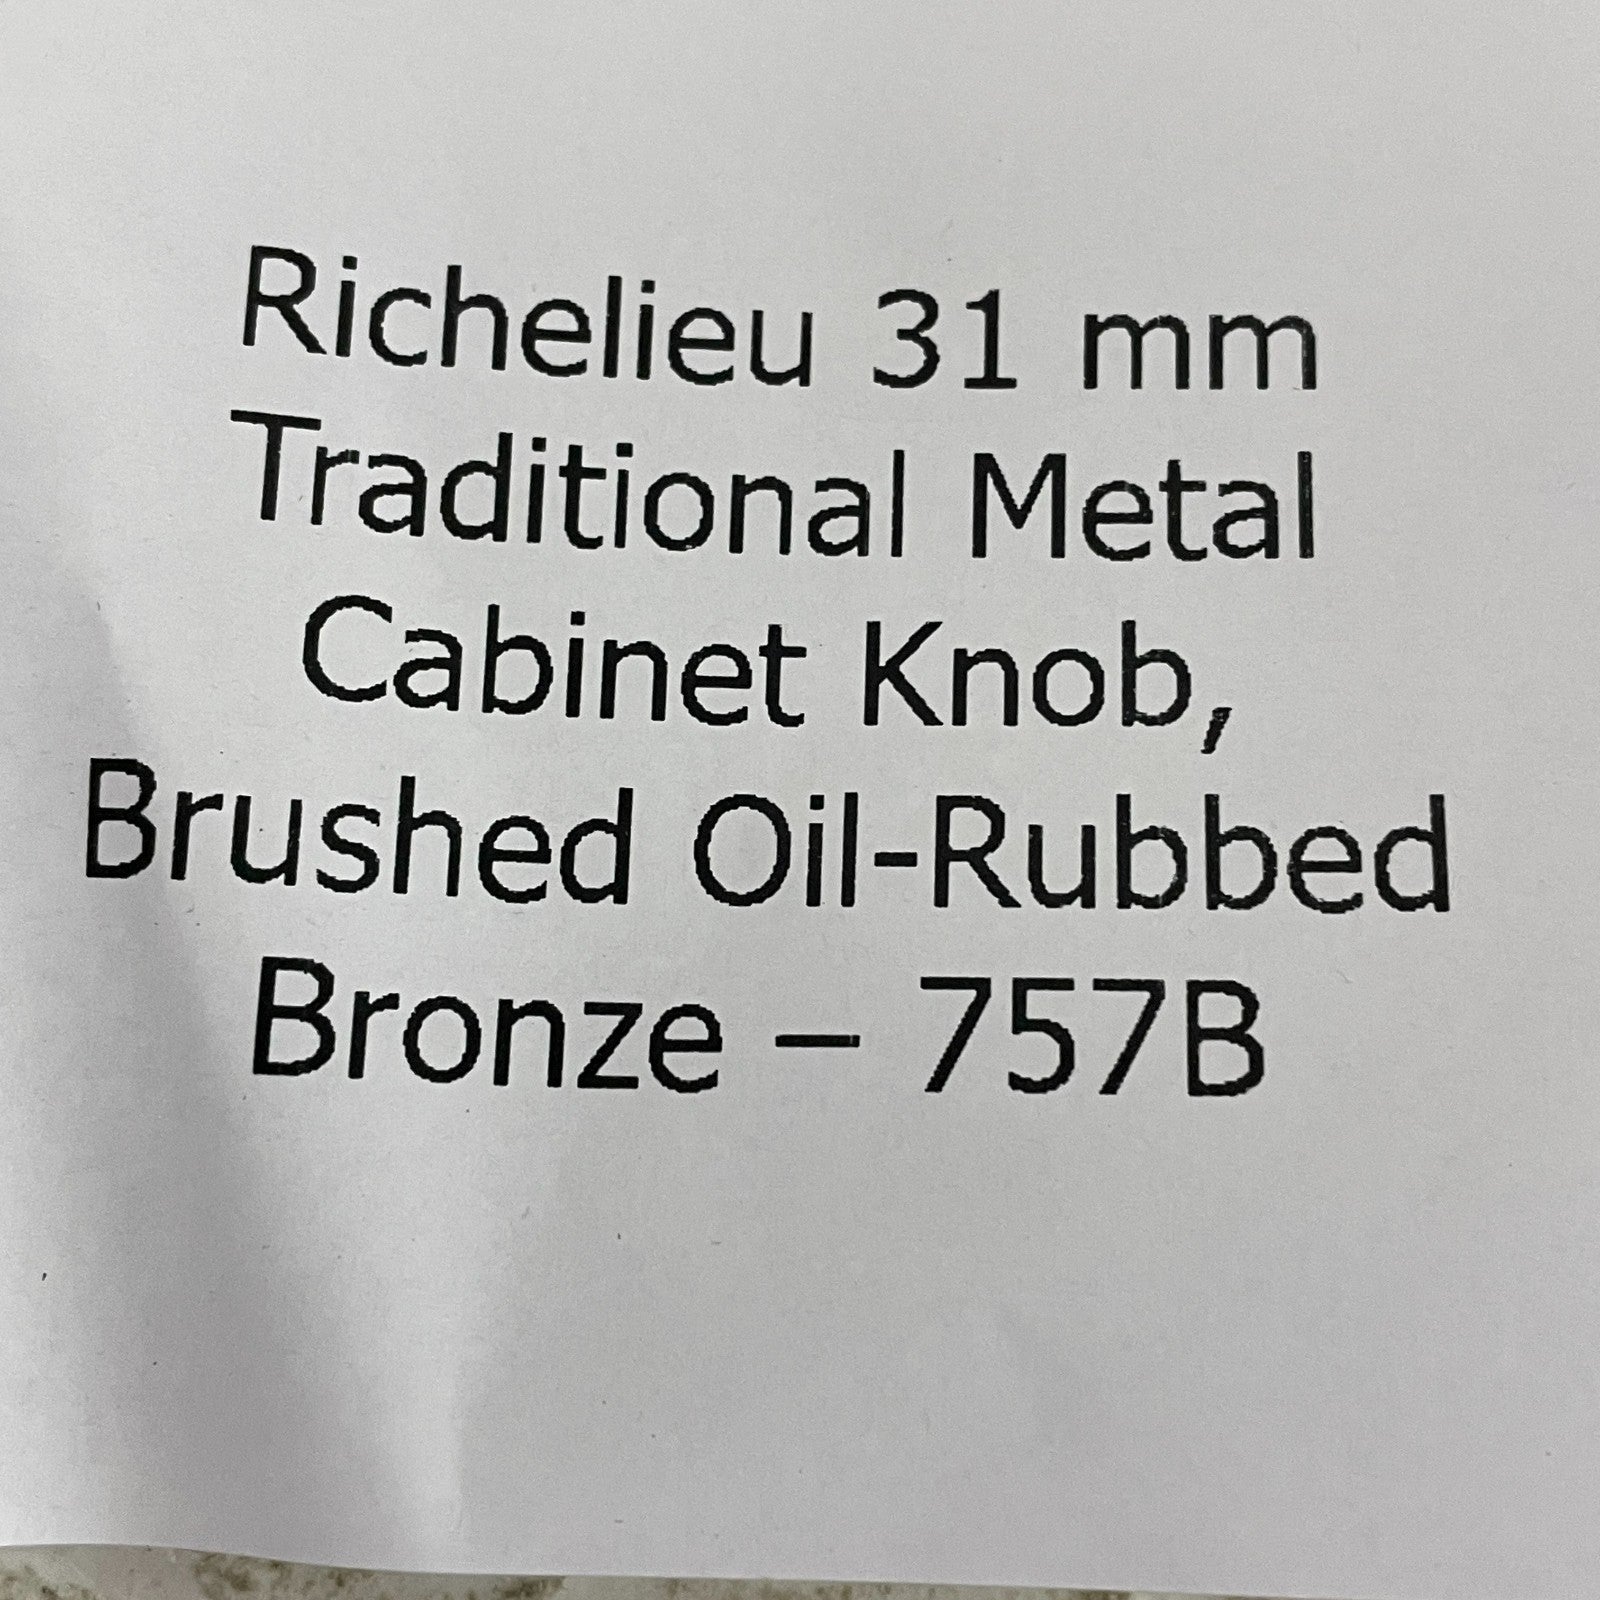 Richelieu 31 mm
Traditional Metal
Cabinet Knob,
Brushed Oil-Rubbed
Bronze – 757B